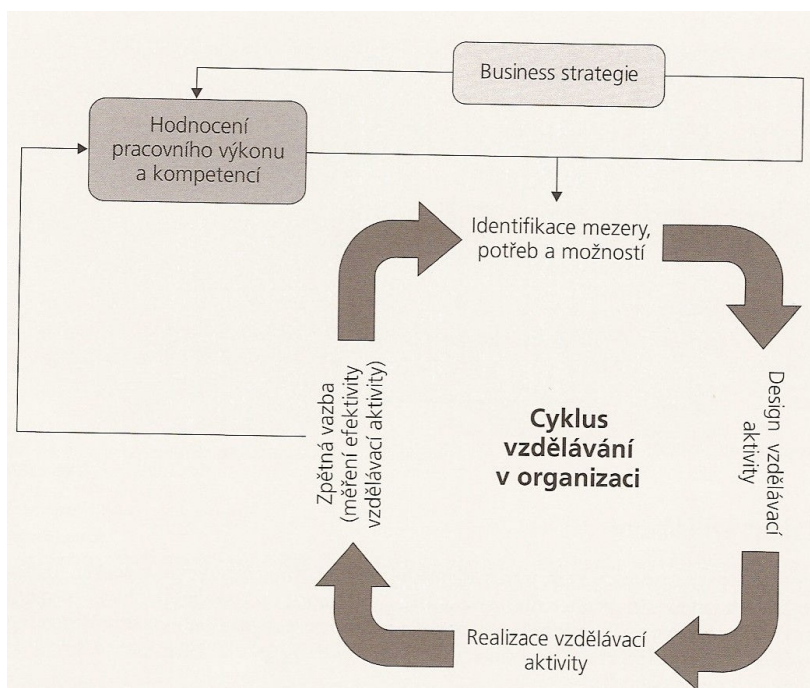 Business strategie
Hodnocení
pracovního výkonu
a kompetencí
Identifikace mezery,
potřeb a možností
Design vzdělávací
aktivity
Cyklus
vzdělávání
v organizaci
Zpětná vazba
(měření efektivity
vzdělávací aktivity)
Realizace vzdělávací
aktivity